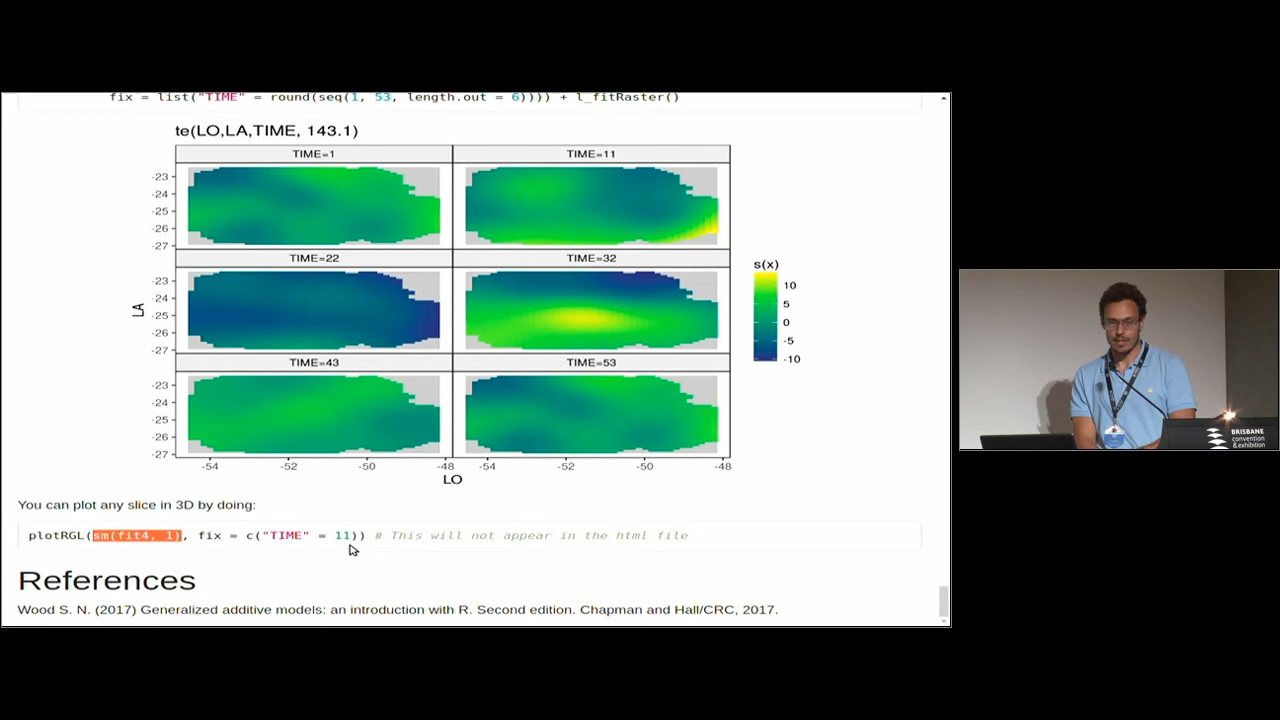 fix = list("TIME" = round(seq(1, 53, length.out = 6)))) + l_fitRaster()
te(LO,LA,TIME, 143.1)
TIME=1
TIME=11
-23
-24
-25
-26
-27
TIME=22
TIME=32
-23
-24
-25
-26
-27
TIME=43
TIME=53
-23
-24
-25
-26
-27
LA
-54
-52
-50
-48
-54
-52
-50
-48
LO
s(x)
10
5
0
-5
-10
You can plot any slice in 3D by doing:
plotRGL(sm(fit4, 1), fix = c("TIME" = 11)) # This will not appear in the html file
References
Wood S. N. (2017) Generalized additive models: an introduction with R. Second edition. Chapman and Hall/CRC, 2017.
BRISBANE
convention
& exhibition